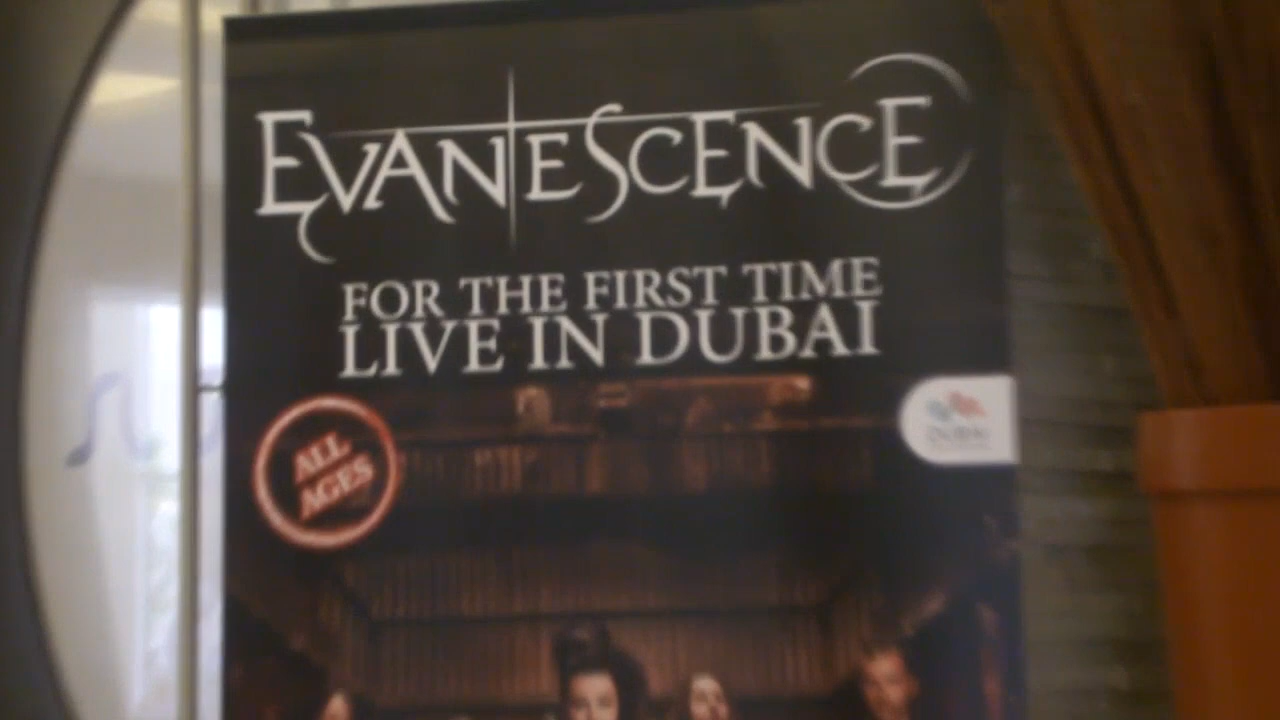 EVANESCENCE
FOR THE FIRST TIME
LIVE IN DUBAI
ALL
AGES